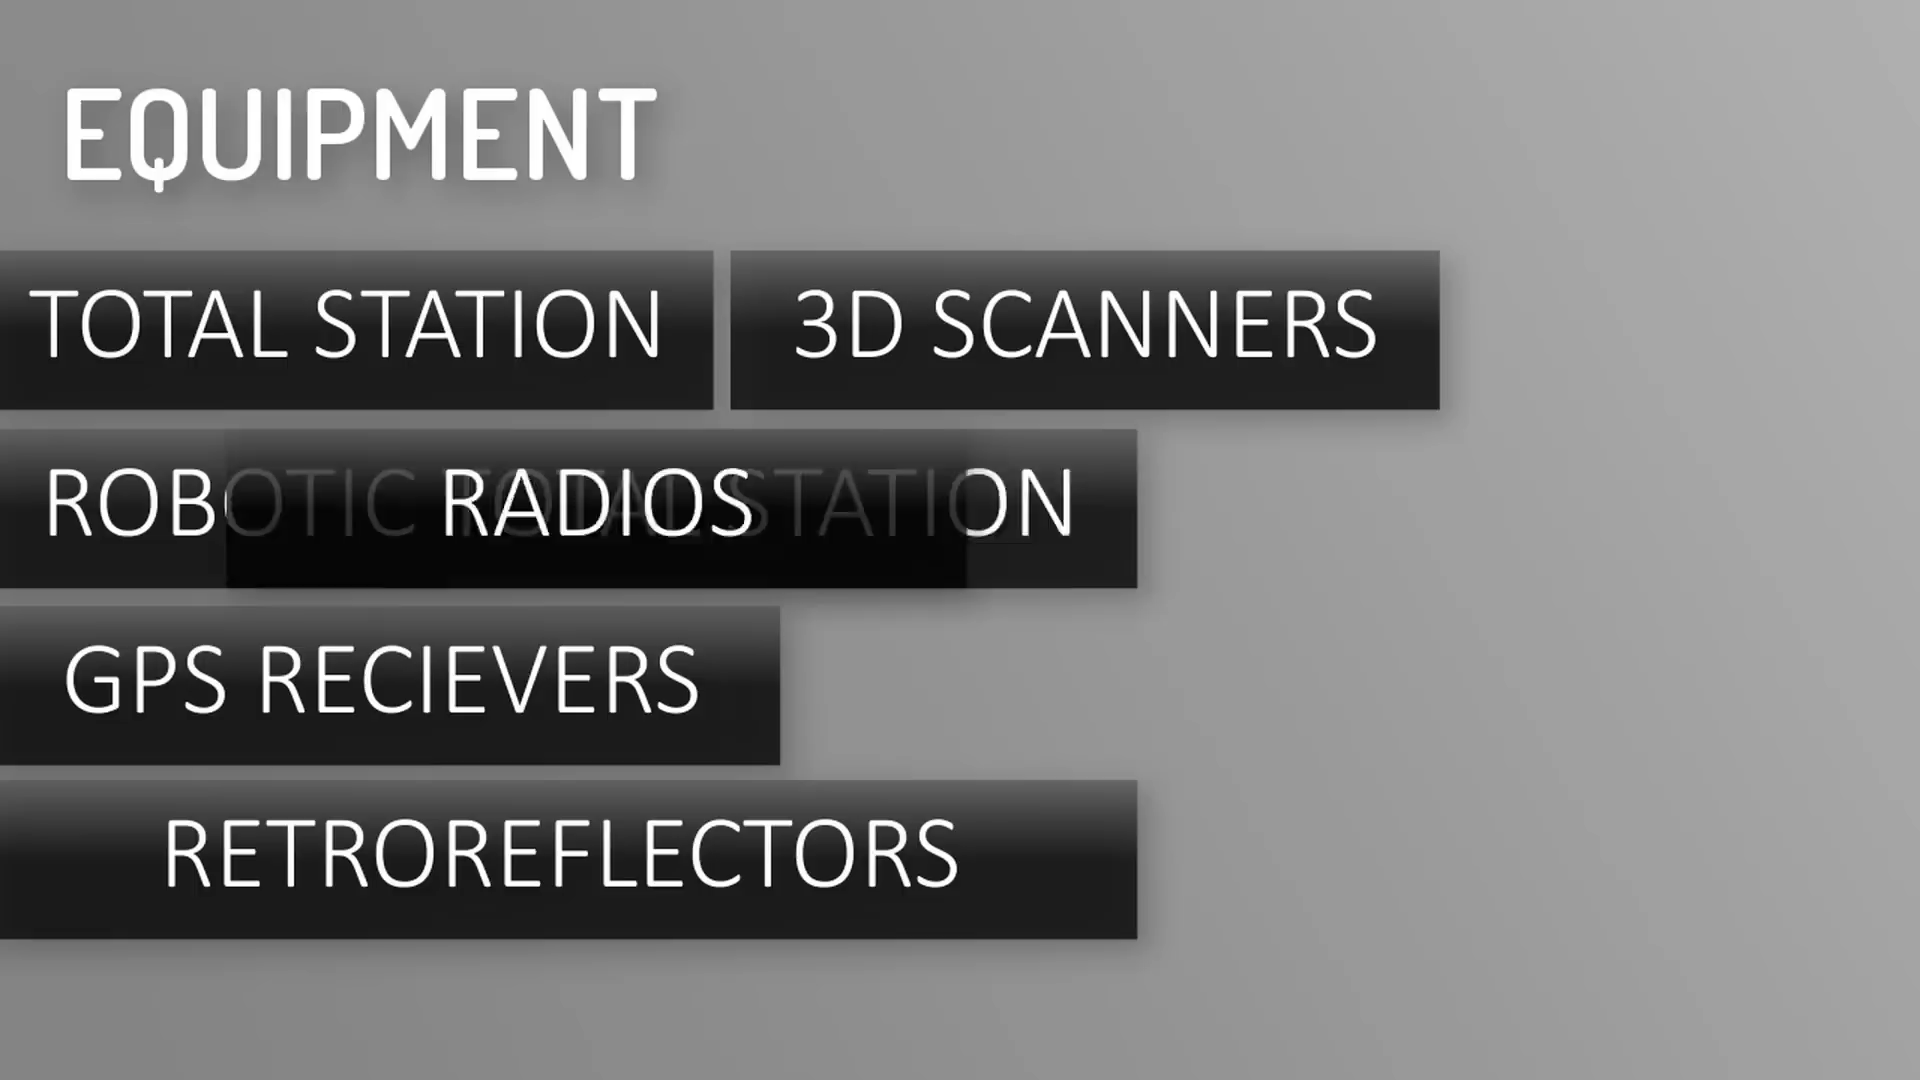 EQUIPMENT
TOTAL STATION
3D SCANNERS
ROBOTIC TOTAL STATION
RADIOS
GPS RECIEVERS
RETROREFLECTORS